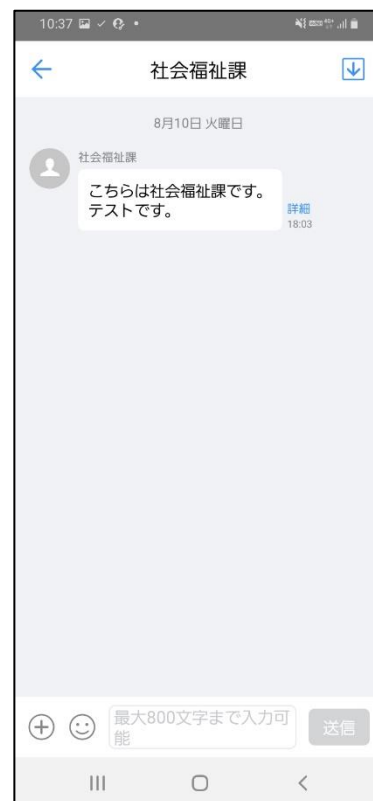 10:37
社会福祉課
8月10日 火曜日
社会福祉課
こちらは社会福祉課です。
テストです。
詳細
18:03
最大800文字まで入力可
能
送信